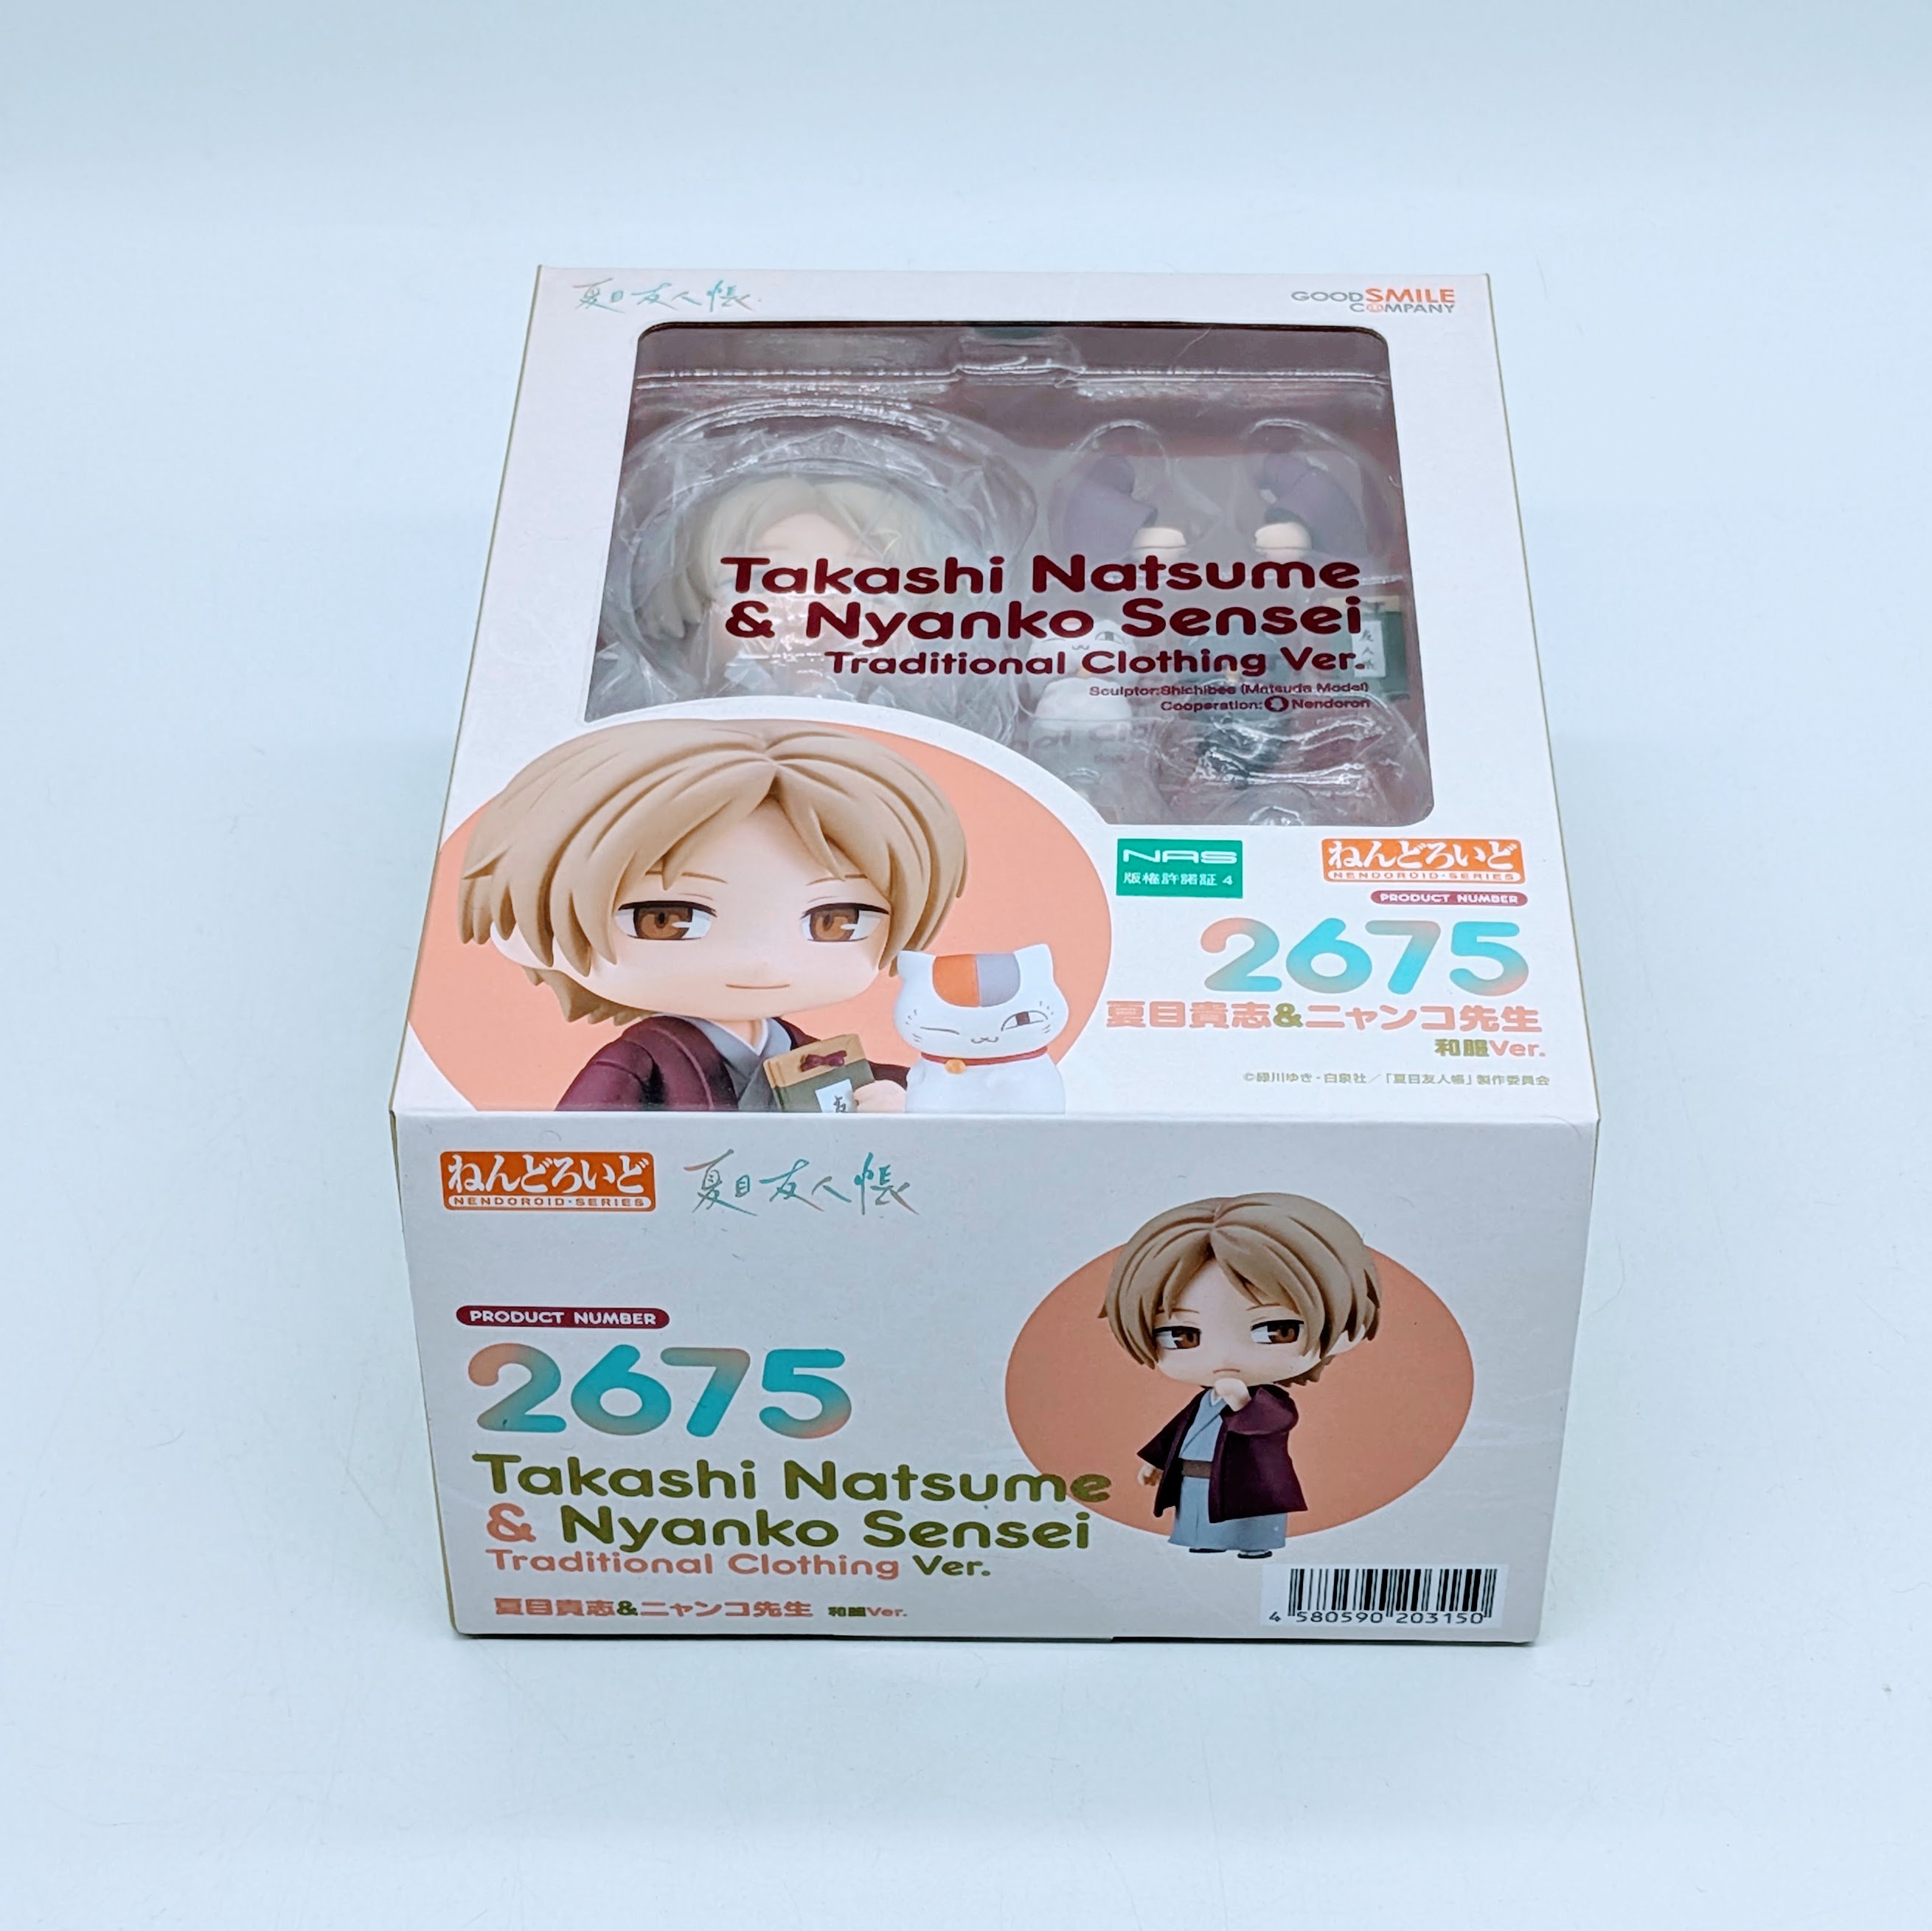 夏目友人帳
GOOD SMILE
COMPANY
Takashi Natsume
& Nyanko Sensei
Traditional Clothing Ver.
Sculptor:Shichibee (Matsuda Model)
Cooperation: Nendoron
友人帳
NAS
版権許諾証 4
ねんどろいど
NENDOROID·SERIES
PRODUCT NUMBER
2675
夏目貴志&ニャンコ先生
和服Ver.
©緑川ゆき・白泉社/「夏目友人帳」製作委員会
友
ねんどろいど
NENDOROID·SERIES
夏目友人帳
PRODUCT NUMBER
2675
Takashi Natsume
& Nyanko Sensei
Traditional Clothing Ver.
夏目貴志&ニャンコ先生 和服Ver.
4 580590 203150